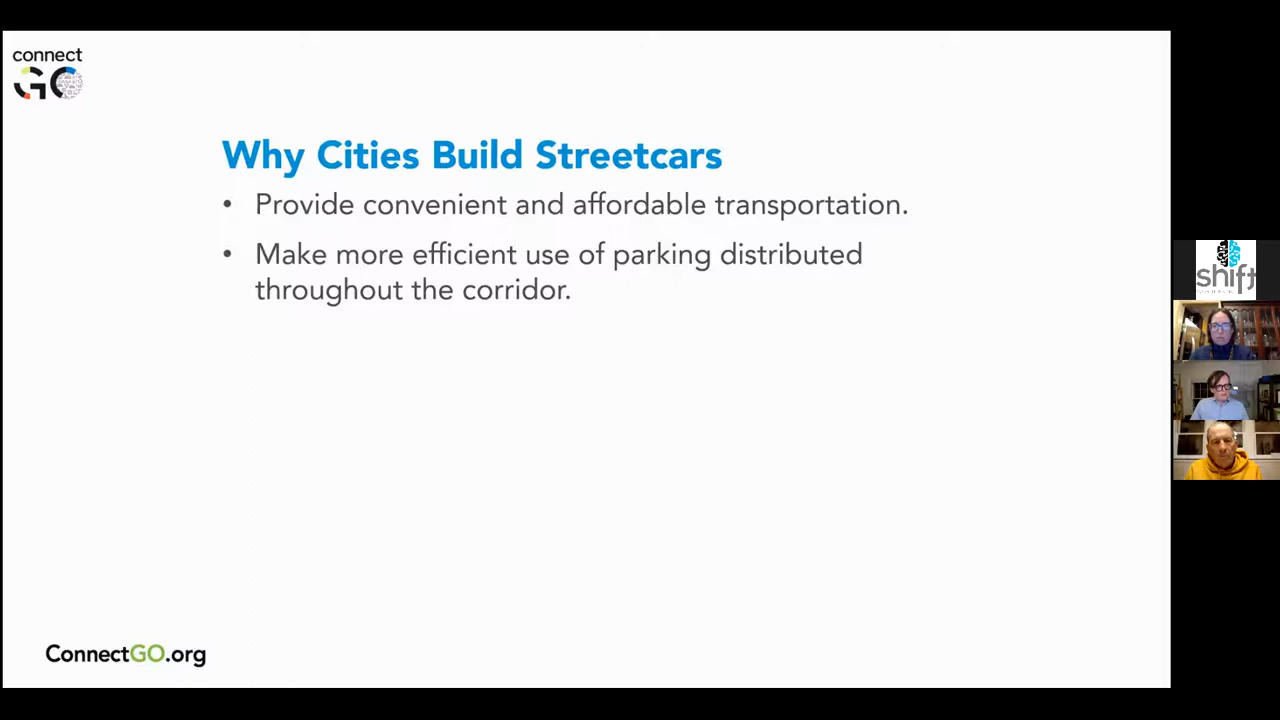 connect
GO
Why Cities Build Streetcars
• Provide convenient and affordable transportation.
• Make more efficient use of parking distributed
throughout the corridor.
shift
ConnectGO.org